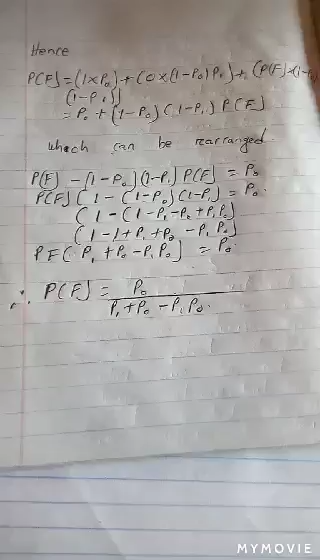 Hence
P(F) = (1×P₀) + (0×(1-P₀)P₁) + (P(F)×(1-P₀)
(1-P₁))
= P₀ + (1-P₀)(1-P₁) P(F)
which can be rearranged
P(F) - (1-P₀)(1-P₁) P(F) = P₀
P(F) (1 - (1-P₀)(1-P₁)) = P₀.
(1 - (1-P₁-P₀+P₁P₀)
(1-1+P₁+P₀-P₁P₀)
PF(P₁+P₀-P₁P₀) = P₀.
∴ P(F) = P₀
P₁+P₀-P₁P₀.
MYMOVIE